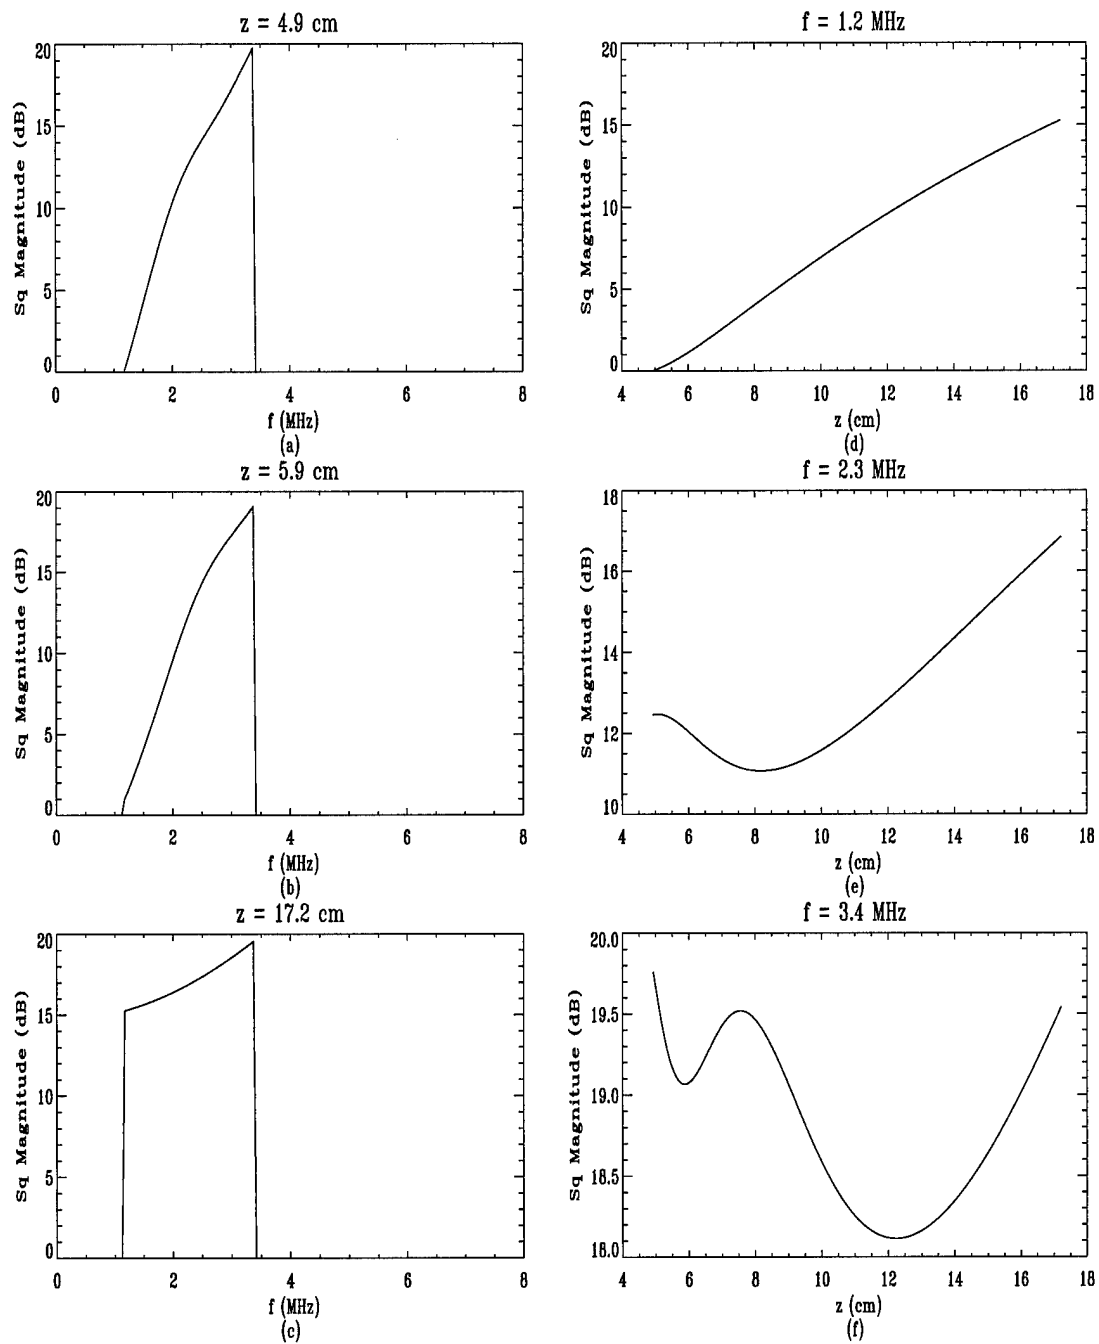 z = 4.9 cm
20
15
10
5
0
Sq Magnitude (dB)
0 2 4 6 8
f (MHz)
(a)
f = 1.2 MHz
20
15
10
5
0
Sq Magnitude (dB)
4 6 8 10 12 14 16 18
z (cm)
(d)
z = 5.9 cm
20
15
10
5
0
Sq Magnitude (dB)
0 2 4 6 8
f (MHz)
(b)
f = 2.3 MHz
18
16
14
12
10
Sq Magnitude (dB)
4 6 8 10 12 14 16 18
z (cm)
(e)
z = 17.2 cm
20
15
10
5
0
Sq Magnitude (dB)
0 2 4 6 8
f (MHz)
(c)
f = 3.4 MHz
20.0
19.5
19.0
18.5
18.0
Sq Magnitude (dB)
4 6 8 10 12 14 16 18
z (cm)
(f)